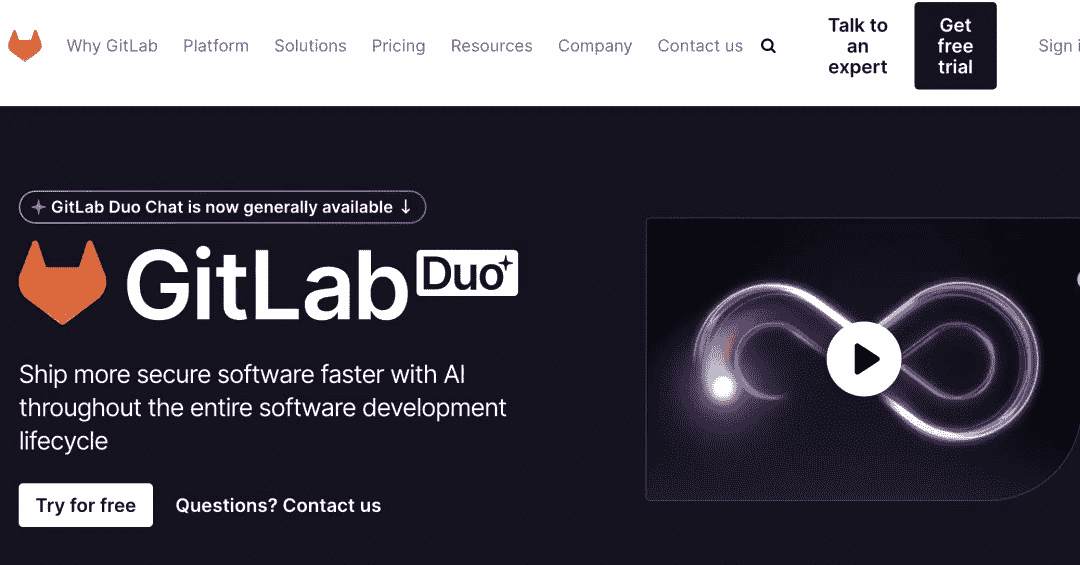 Why GitLab Platform Solutions Pricing Resources Company Contact us
Talk to
an
expert
Get
free
trial
Sign i
GitLab Duo Chat is now generally available ↓
GitLab Duo
Ship more secure software faster with AI
throughout the entire software development
lifecycle
Try for free Questions? Contact us